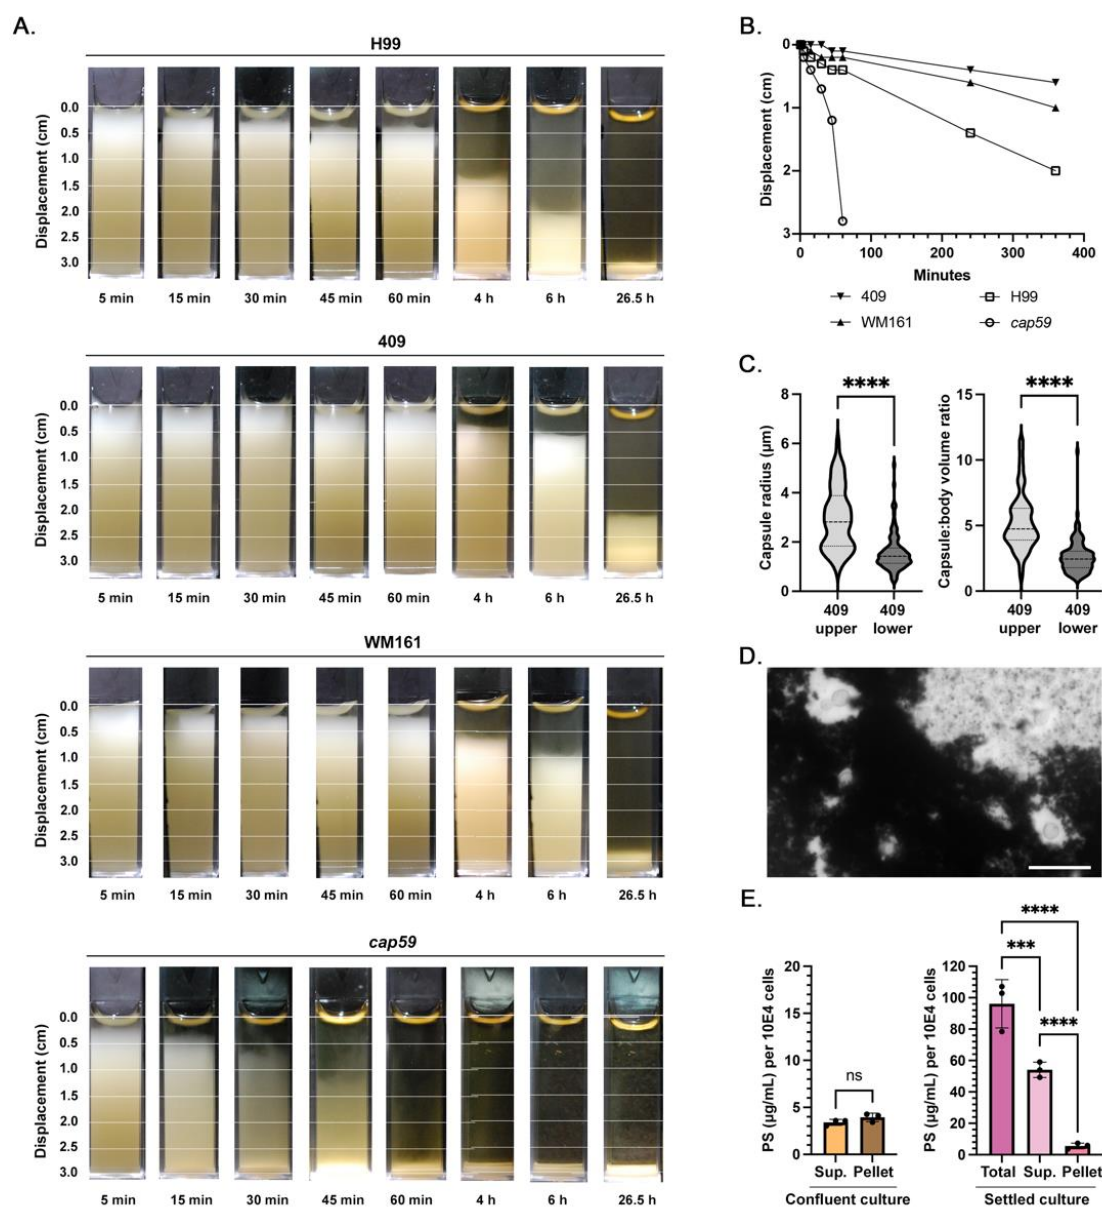 A.
H99
Displacement (cm)
0.0
0.5
1.0
1.5
2.0
2.5
3.0
5 min 15 min 30 min 45 min 60 min 4 h 6 h 26.5 h
409
Displacement (cm)
0.0
0.5
1.0
1.5
2.0
2.5
3.0
5 min 15 min 30 min 45 min 60 min 4 h 6 h 26.5 h
WM161
Displacement (cm)
0.0
0.5
1.0
1.5
2.0
2.5
3.0
5 min 15 min 30 min 45 min 60 min 4 h 6 h 26.5 h
cap59
Displacement (cm)
0.0
0.5
1.0
1.5
2.0
2.5
3.0
5 min 15 min 30 min 45 min 60 min 4 h 6 h 26.5 h
B.
Displacement (cm)
0
1
2
3
0 100 200 300 400
Minutes
409 H99
WM161 cap59
C.
Capsule radius (µm)
8
6
4
2
0
****
409 409
upper lower
Capsule:body volume ratio
15
10
5
0
****
409 409
upper lower
D.
E.
PS (µg/mL) per 10E4 cells
20
16
12
8
4
0
ns
Sup. Pellet
Confluent culture
PS (µg/mL) per 10E4 cells
120
100
80
60
40
20
0
****
***
****
Total Sup. Pellet
Settled culture